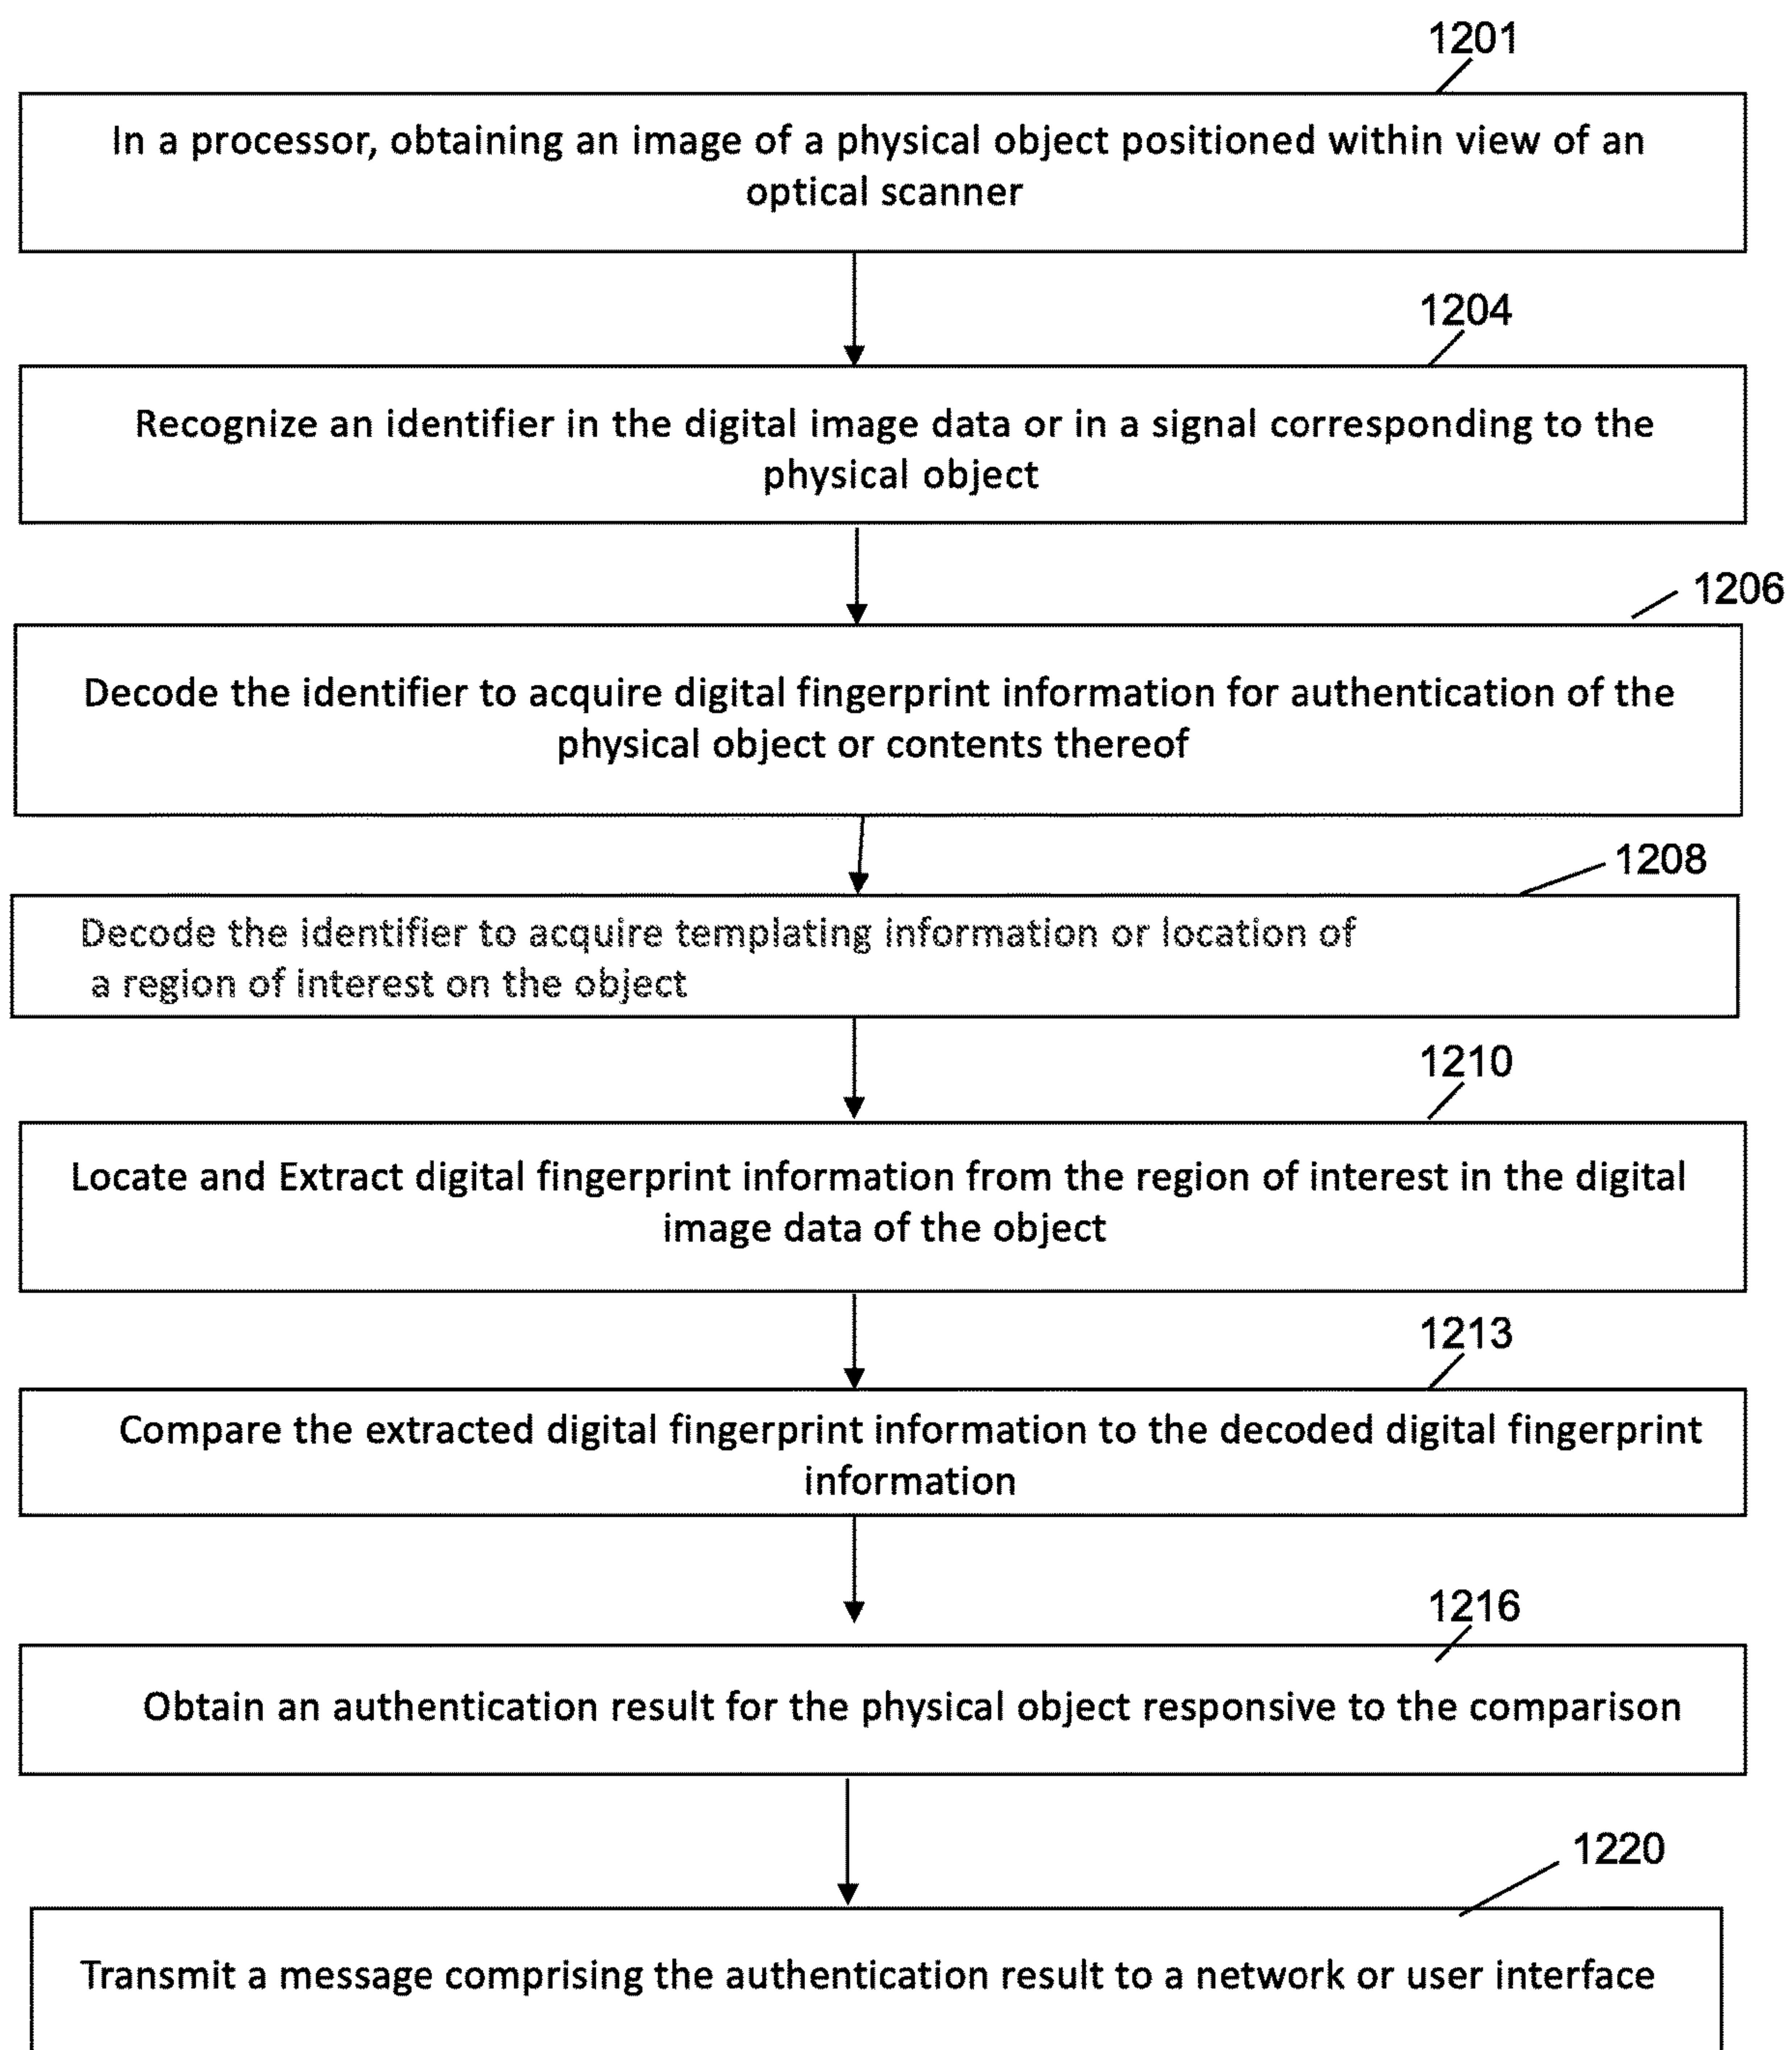 1201
In a processor, obtaining an image of a physical object positioned within view of an
optical scanner
1204
Recognize an identifier in the digital image data or in a signal corresponding to the
physical object
1206
Decode the identifier to acquire digital fingerprint information for authentication of the
physical object or contents thereof
1208
Decode the identifier to acquire templating information or location of
a region of interest on the object
1210
Locate and Extract digital fingerprint information from the region of interest in the digital
image data of the object
1213
Compare the extracted digital fingerprint information to the decoded digital fingerprint
information
1216
Obtain an authentication result for the physical object responsive to the comparison
1220
Transmit a message comprising the authentication result to a network or user interface